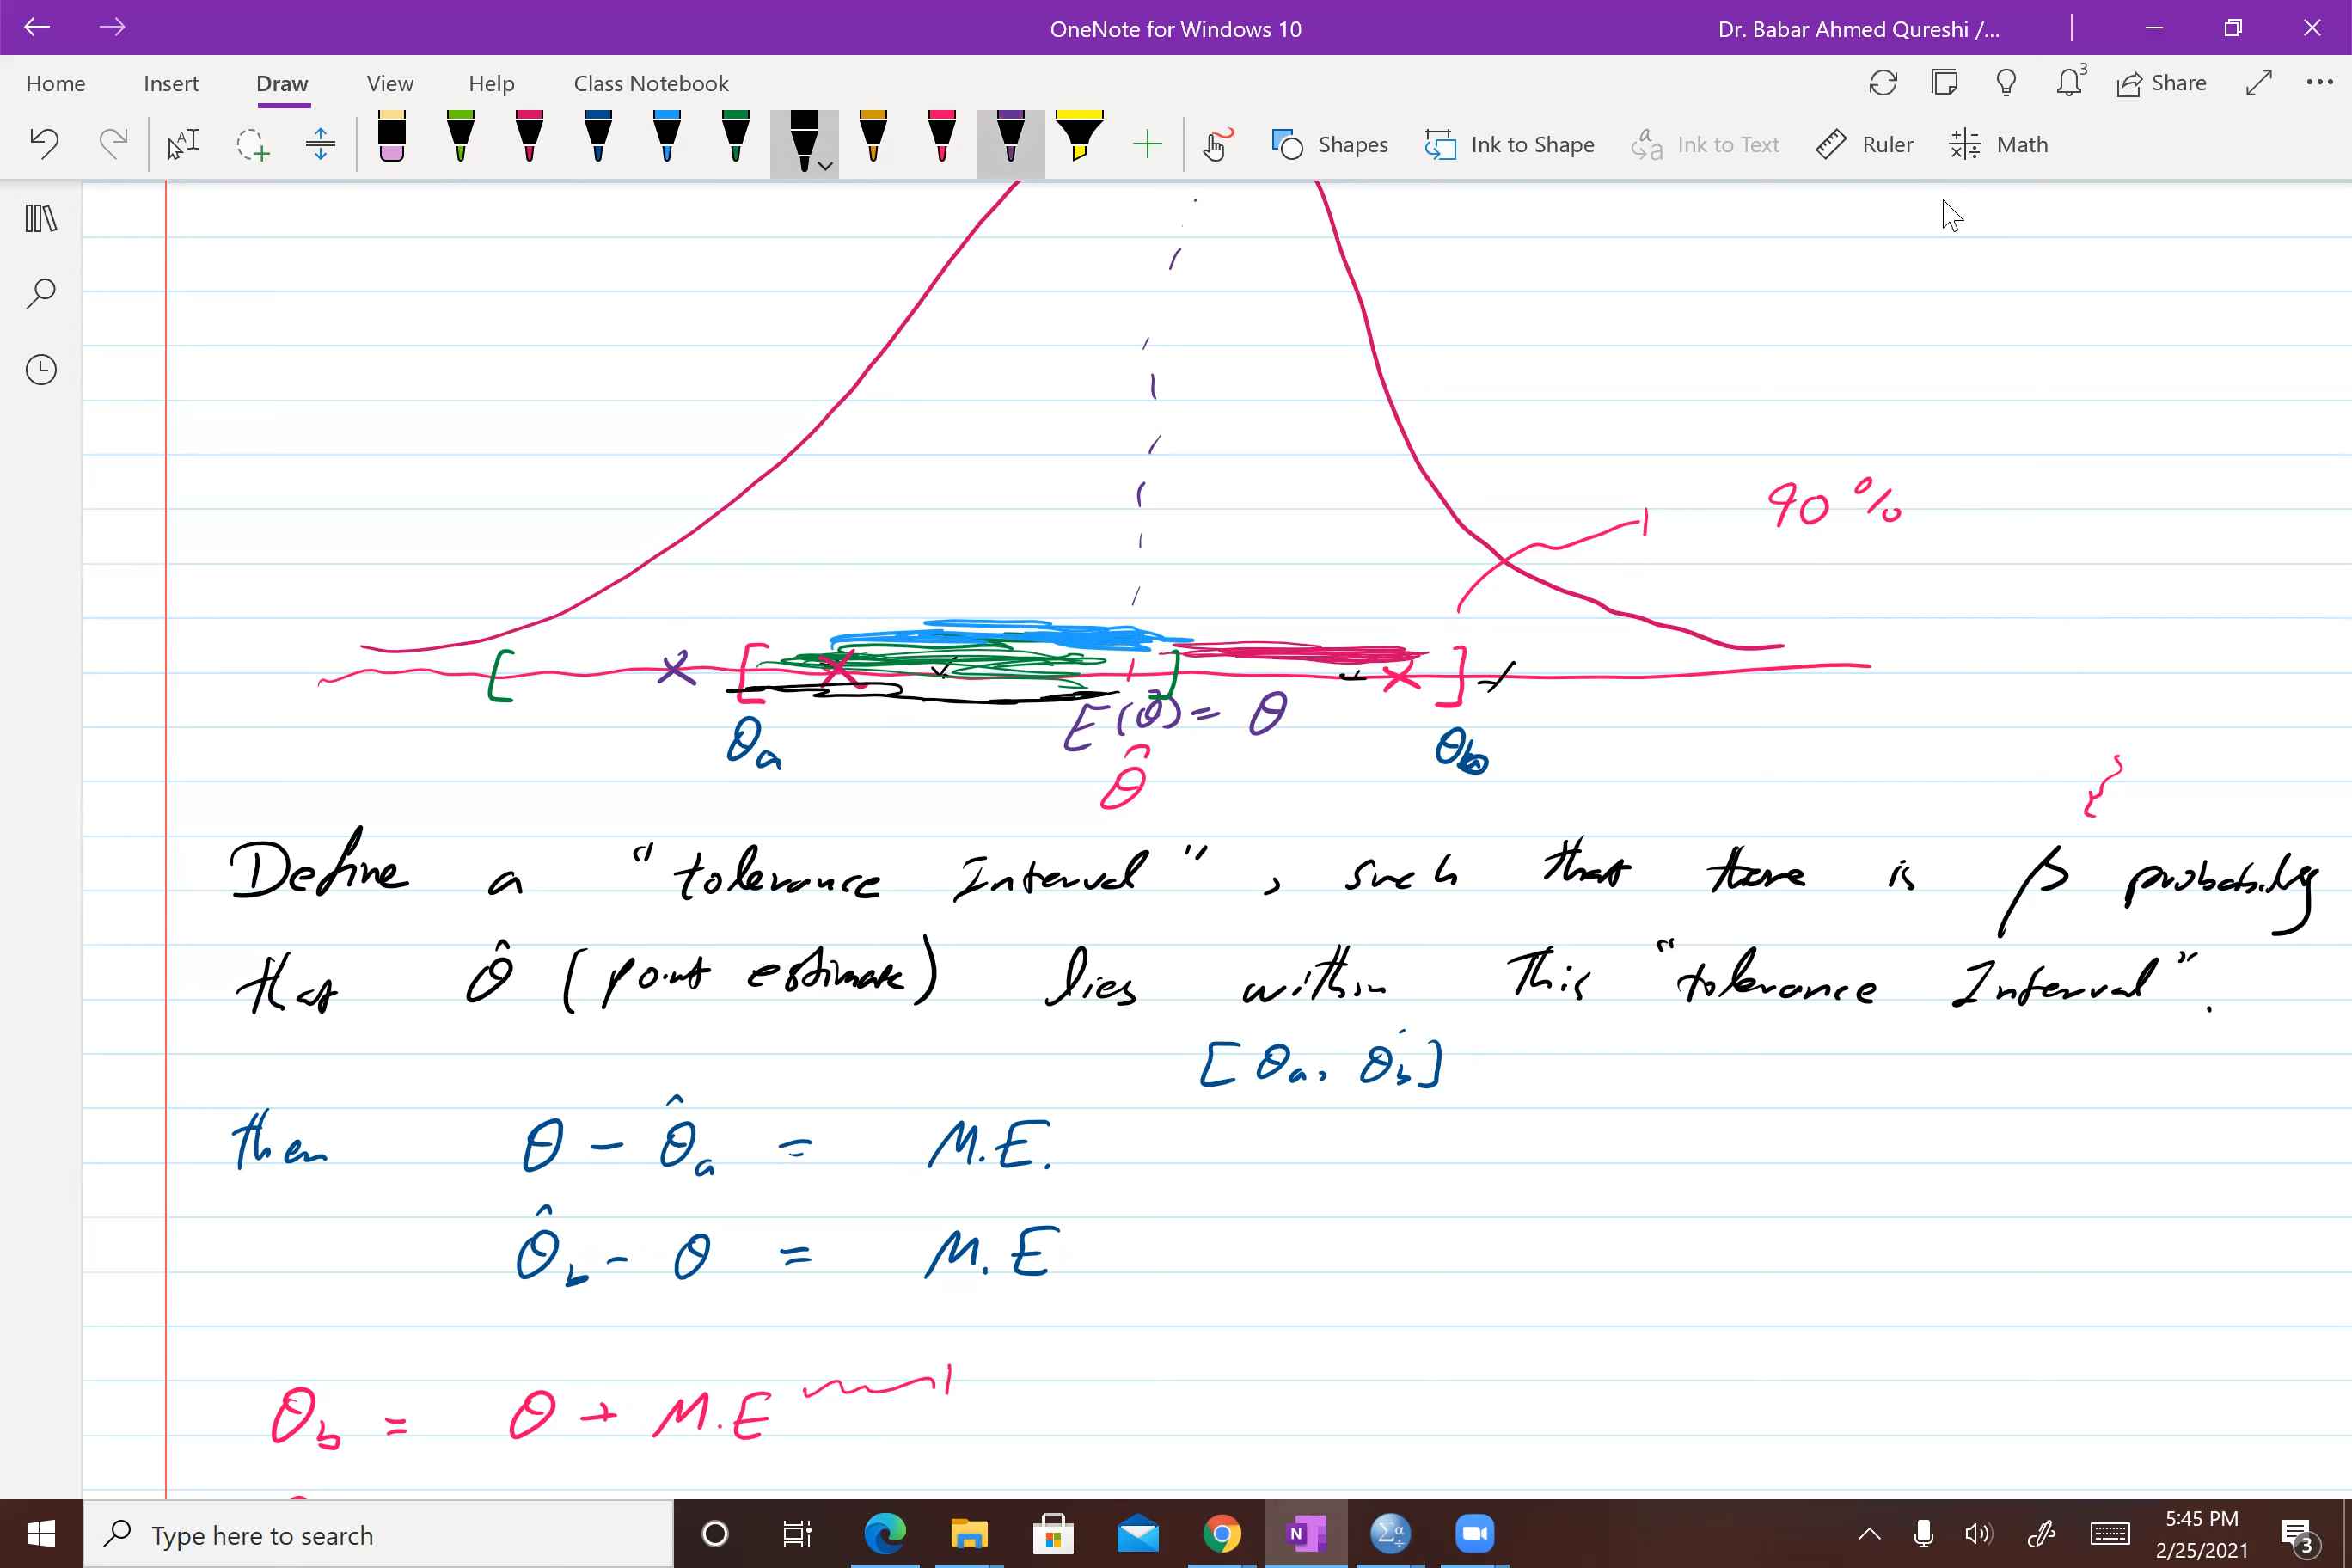 OneNote for Windows 10
Dr. Babar Ahmed Qureshi /...
Home Insert Draw View Help Class Notebook
3 Share
Shapes Ink to Shape Ink to Text Ruler Math
90 %
E(θ̂) = θ
θa θb
θ̂
Define a "tolerance Interval", such that there is β probability
that θ̂ (point estimate) lies within This "tolerance Interval".
[θa, θb]
then θ - θ̂a = M.E.
θ̂b - θ = M.E
θb = θ + M.E
Type here to search
5:45 PM
2/25/2021
3